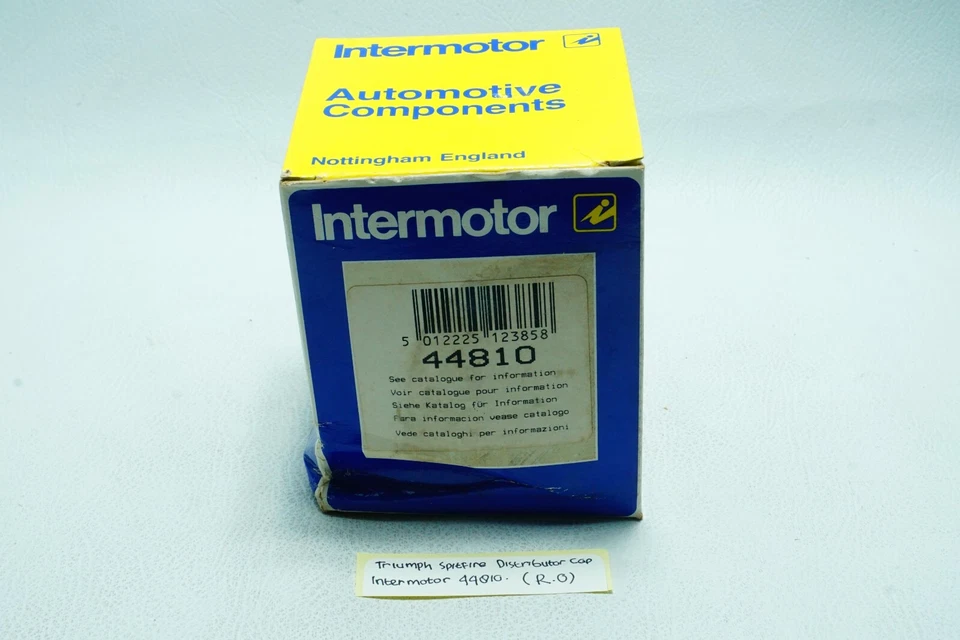 Intermotor
Automotive
Components
Nottingham England
Intermotor
5 012225 123858
44810
See catalogue for information
Voir catalogue pour information
Siehe Katalog für Information
Para informacion vease catalogo
Vede cataloghi per informazioni
Triumph Spitfire Distributor cap
Intermotor 44810. (R.O)